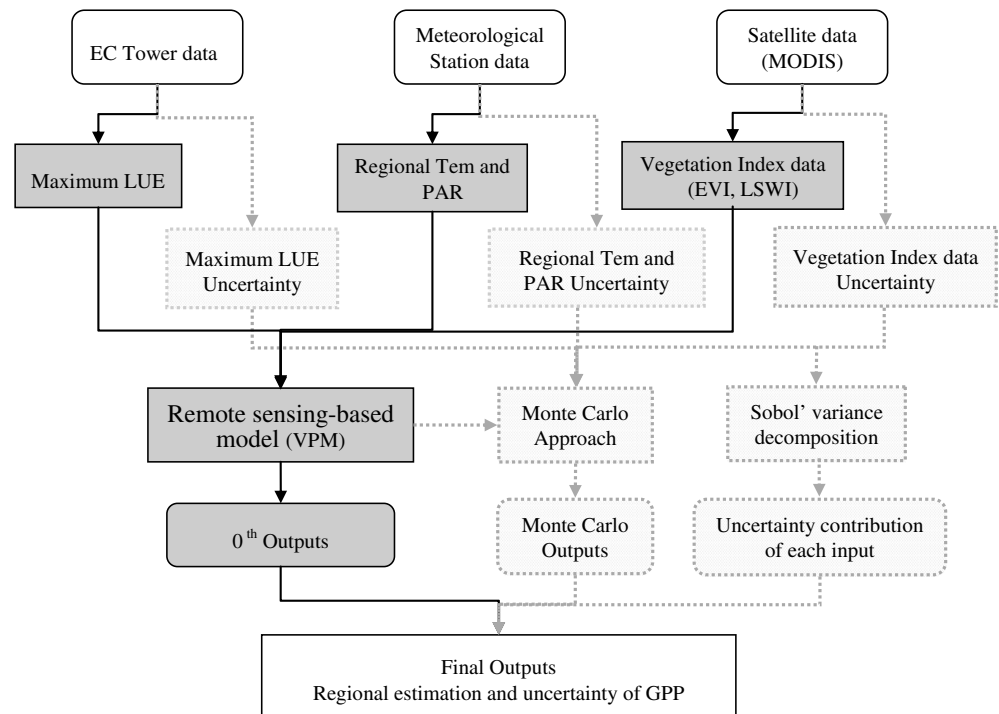 EC Tower data
Meteorological
Station data
Satellite data
(MODIS)
Maximum LUE
Regional Tem and
PAR
Vegetation Index data
(EVI, LSWI)
Maximum LUE
Uncertainty
Regional Tem and
PAR Uncertainty
Vegetation Index data
Uncertainty
Remote sensing-based
model (VPM)
Monte Carlo
Approach
Sobol’ variance
decomposition
0 th Outputs
Monte Carlo
Outputs
Uncertainty contribution
of each input
Final Outputs
Regional estimation and uncertainty of GPP